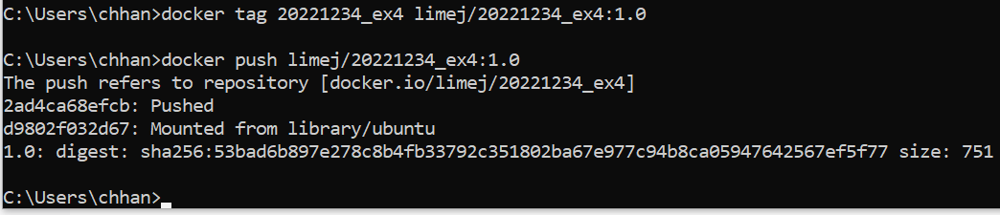 C:\Users\chhan>docker tag 20221234_ex4 limej/20221234_ex4:1.0
C:\Users\chhan>docker push limej/20221234_ex4:1.0
The push refers to repository [docker.io/limej/20221234_ex4]
2ad4ca68efcb: Pushed
d9802f032d67: Mounted from library/ubuntu
1.0: digest: sha256:53bad6b897e278c8b4fb33792c351802ba67e977c94b8ca05947642567ef5f77 size: 751
C:\Users\chhan>